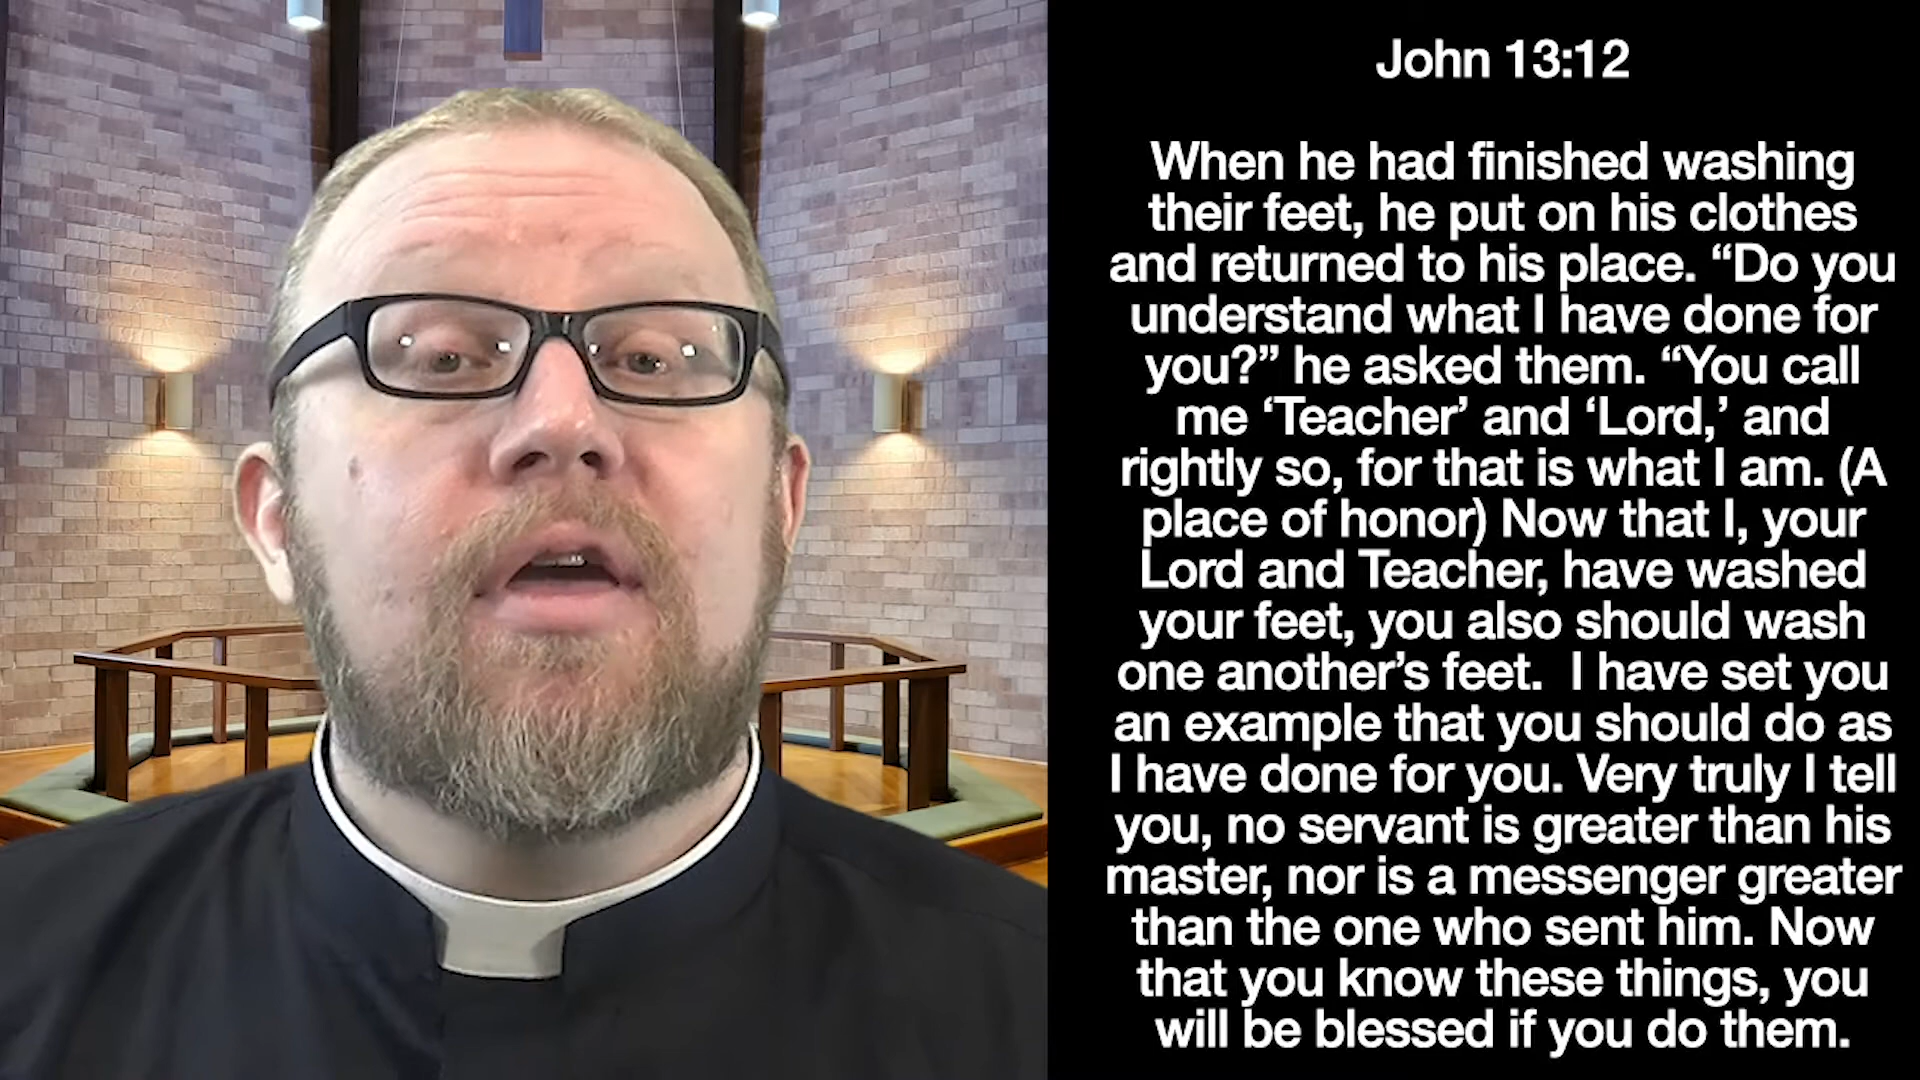 John 13:12
When he had finished washing
their feet, he put on his clothes
and returned to his place. “Do you
understand what I have done for
you?” he asked them. “You call
me ‘Teacher’ and ‘Lord,’ and
rightly so, for that is what I am. (A
place of honor) Now that I, your
Lord and Teacher, have washed
your feet, you also should wash
one another’s feet.  I have set you
an example that you should do as
I have done for you. Very truly I tell
you, no servant is greater than his
master, nor is a messenger greater
than the one who sent him. Now
that you know these things, you
will be blessed if you do them.